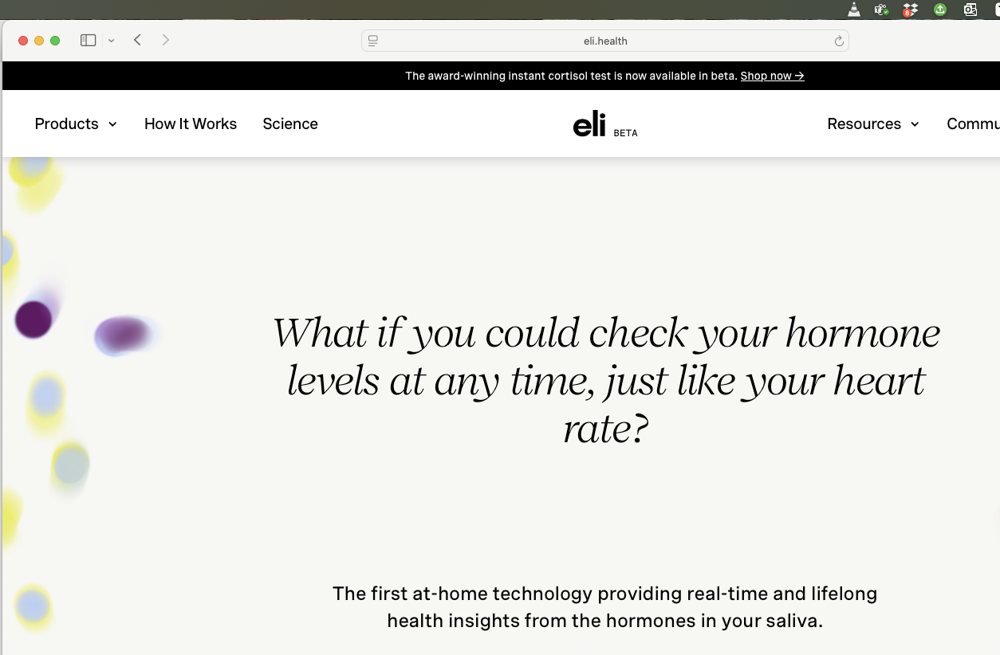 eli.health
The award-winning instant cortisol test is now available in beta. Shop now →
Products
How It Works
Science
eli BETA
Resources
Commu
What if you could check your hormone
levels at any time, just like your heart
rate?
The first at-home technology providing real-time and lifelong
health insights from the hormones in your saliva.